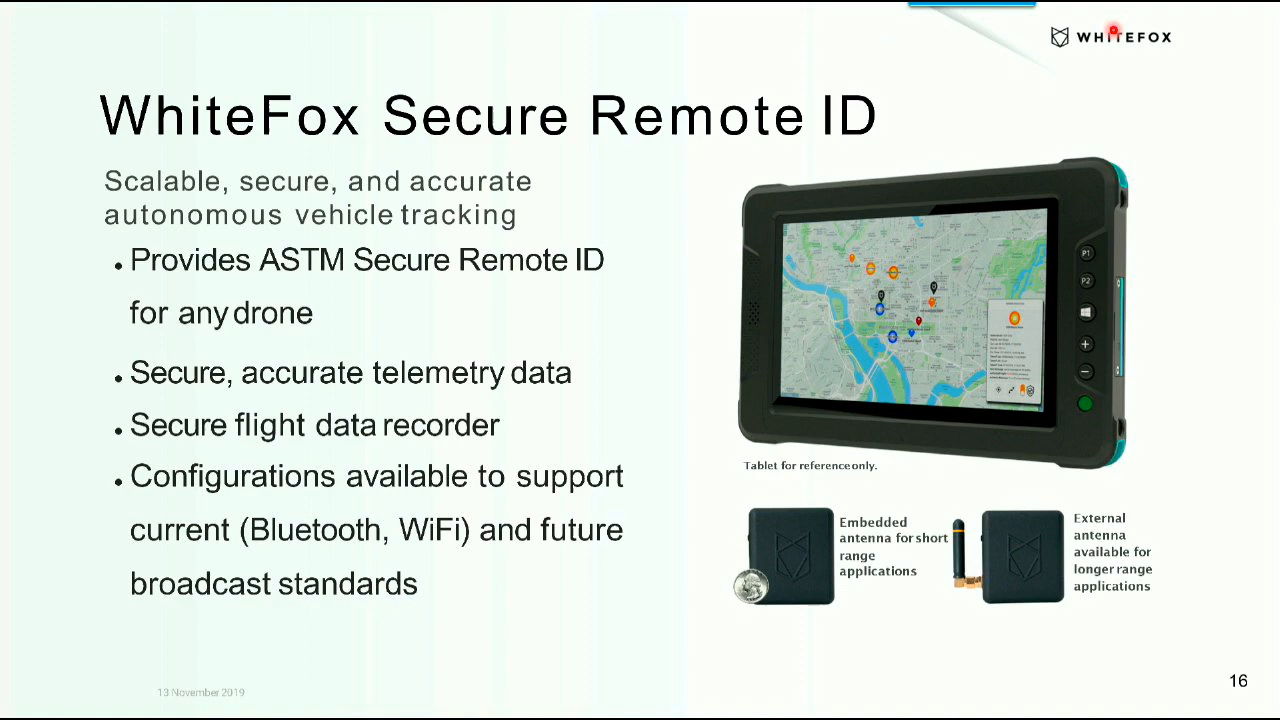 WHITEFOX
WhiteFox Secure Remote ID
Scalable, secure, and accurate
autonomous vehicle tracking
• Provides ASTM Secure Remote ID
for any drone
• Secure, accurate telemetry data
• Secure flight data recorder
• Configurations available to support
current (Bluetooth, WiFi) and future
broadcast standards
P1
P2
Tablet for reference only.
Embedded
antenna for short
range
applications
External
antenna
available for
longer range
applications
13 November 2019
16